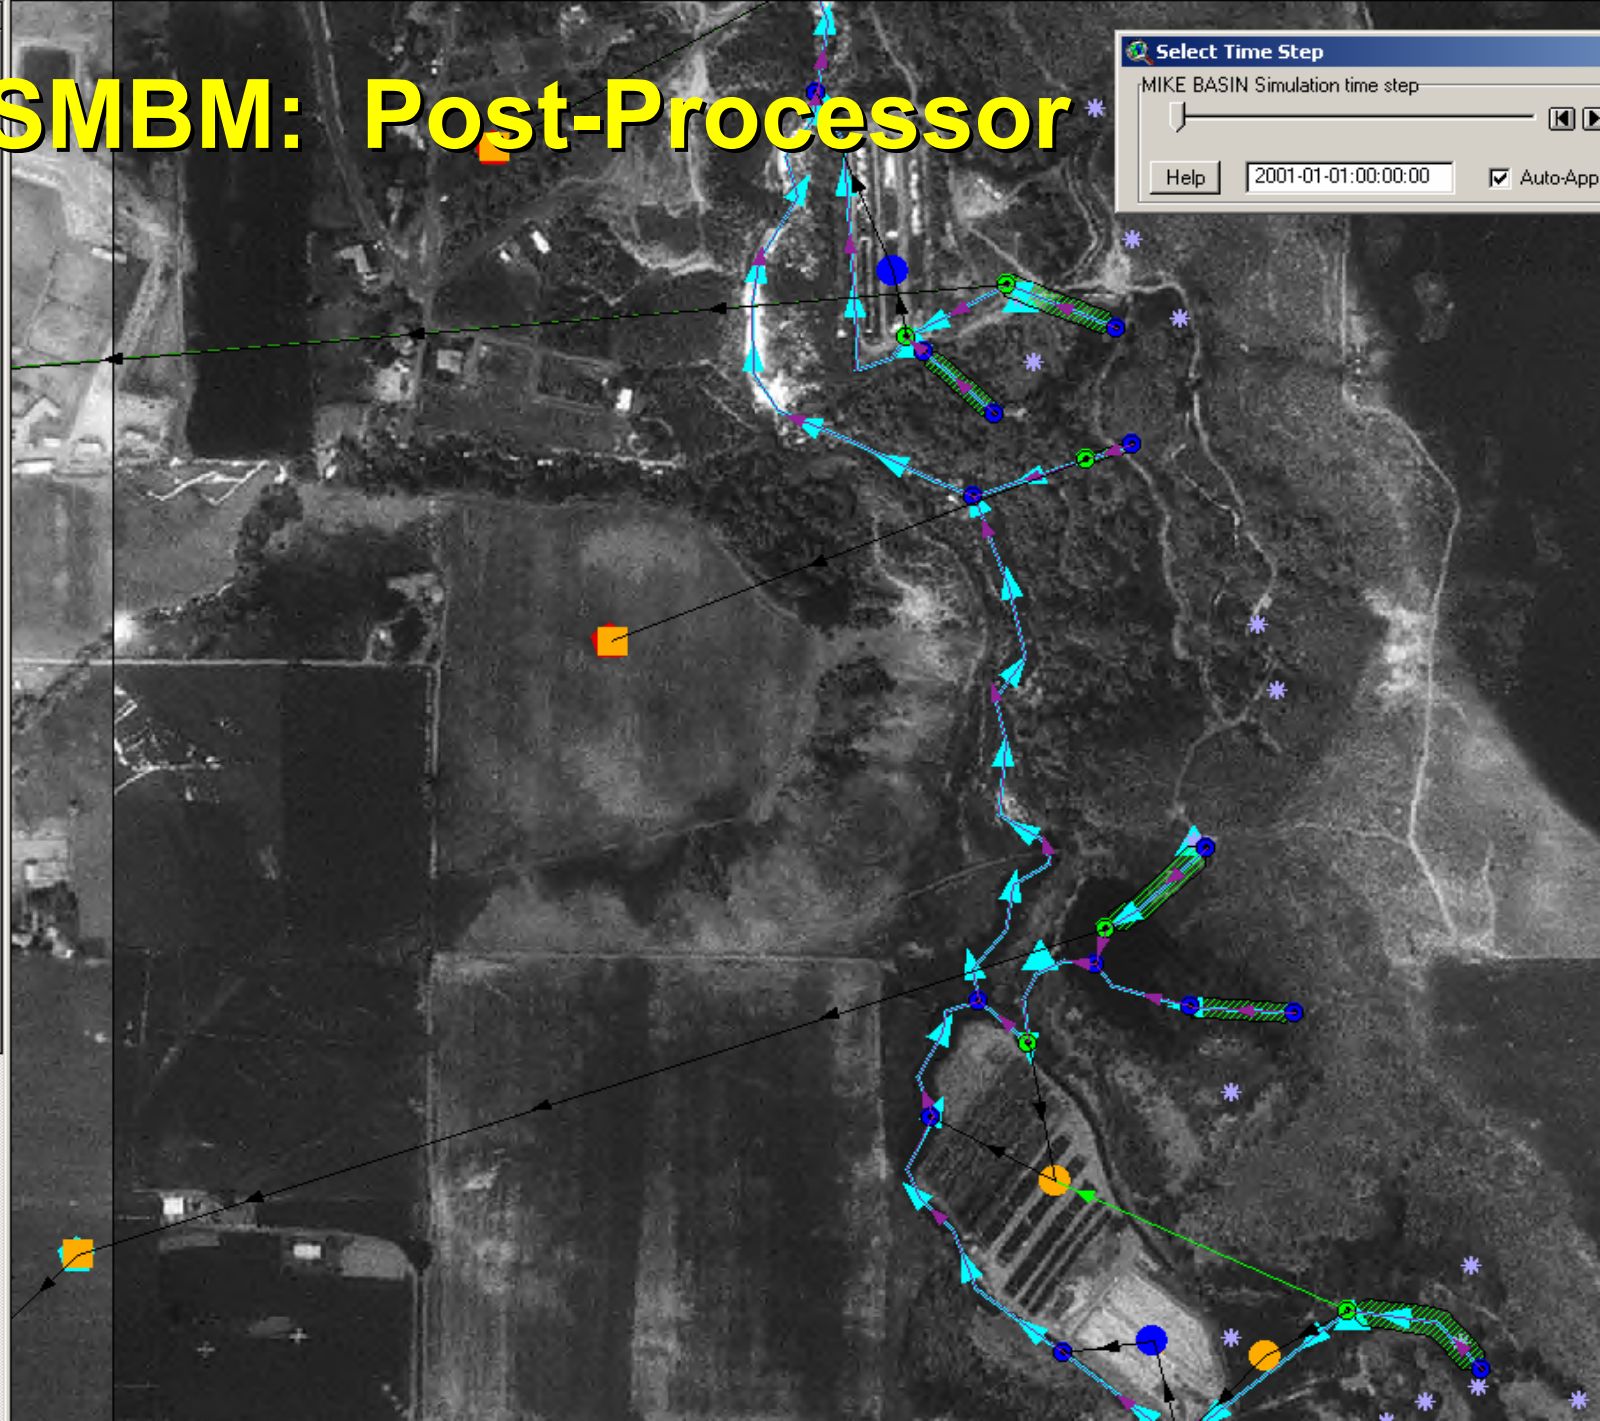 SMBM: Post-Processor
Select Time Step
MIKE BASIN Simulation time step
Help
2001-01-01:00:00:00
Auto-App